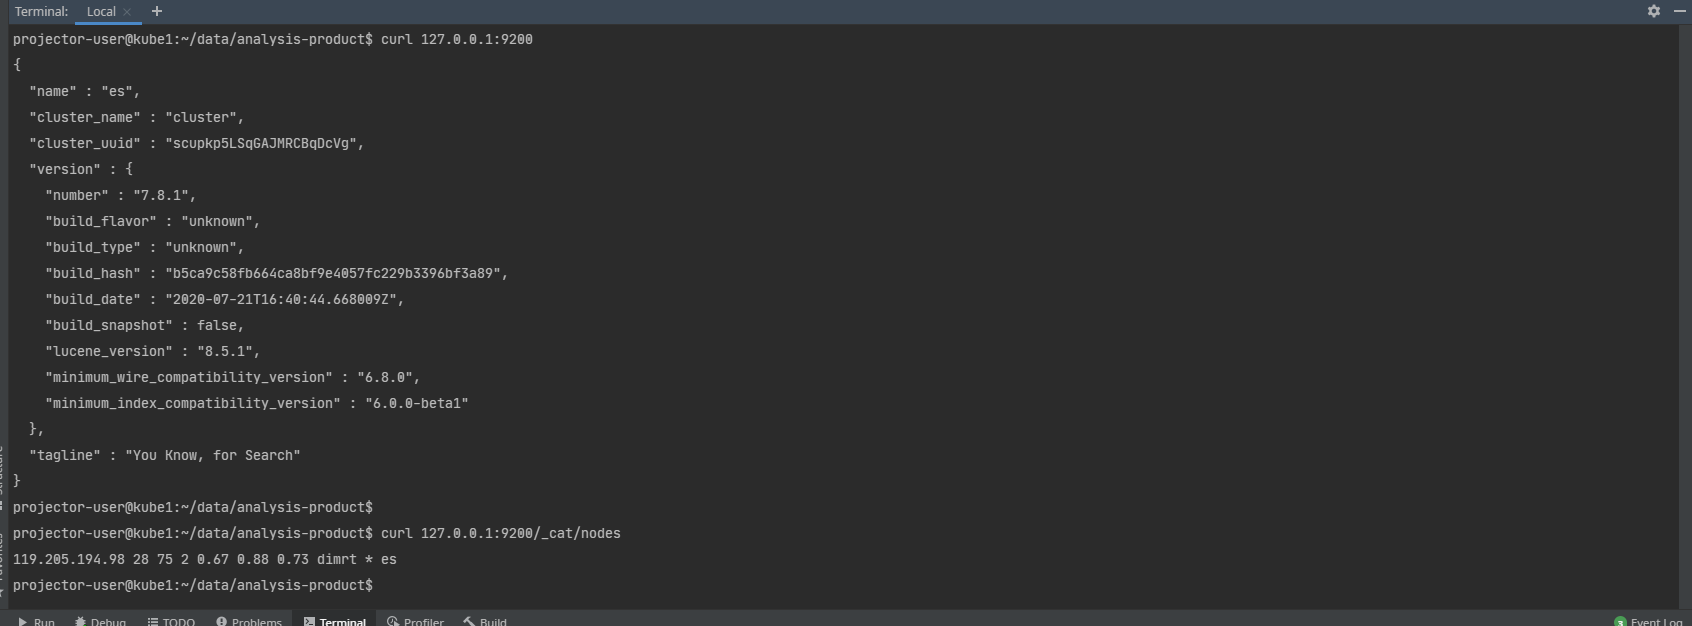 Terminal: Local × +
projector-user@kube1:~/data/analysis-product$ curl 127.0.0.1:9200
{
  "name" : "es",
  "cluster_name" : "cluster",
  "cluster_uuid" : "scupkp5LSqGAJMRCBqDcVg",
  "version" : {
    "number" : "7.8.1",
    "build_flavor" : "unknown",
    "build_type" : "unknown",
    "build_hash" : "b5ca9c58fb664ca8bf9e4057fc229b3396bf3a89",
    "build_date" : "2020-07-21T16:40:44.668009Z",
    "build_snapshot" : false,
    "lucene_version" : "8.5.1",
    "minimum_wire_compatibility_version" : "6.8.0",
    "minimum_index_compatibility_version" : "6.0.0-beta1"
  },
  "tagline" : "You Know, for Search"
}
projector-user@kube1:~/data/analysis-product$
projector-user@kube1:~/data/analysis-product$ curl 127.0.0.1:9200/_cat/nodes
119.205.194.98 28 75 2 0.67 0.88 0.73 dimrt * es
projector-user@kube1:~/data/analysis-product$
Run Debug TODO Problems Terminal Profiler Build 3 Event Log